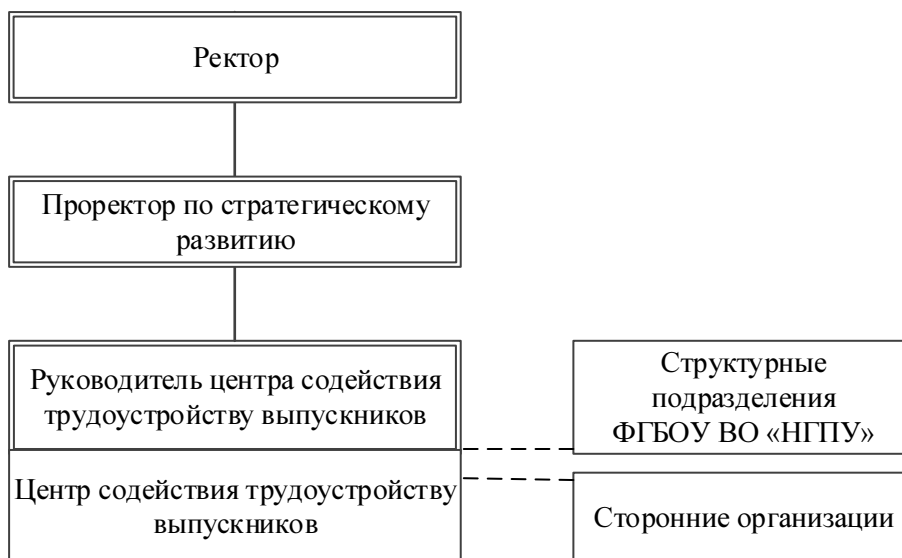 Ректор
Проректор по стратегическому
развитию
Руководитель центра содействия
трудоустройству выпускников
Центр содействия трудоустройству
выпускников
Структурные
подразделения
ФГБОУ ВО «НГПУ»
Сторонние организации